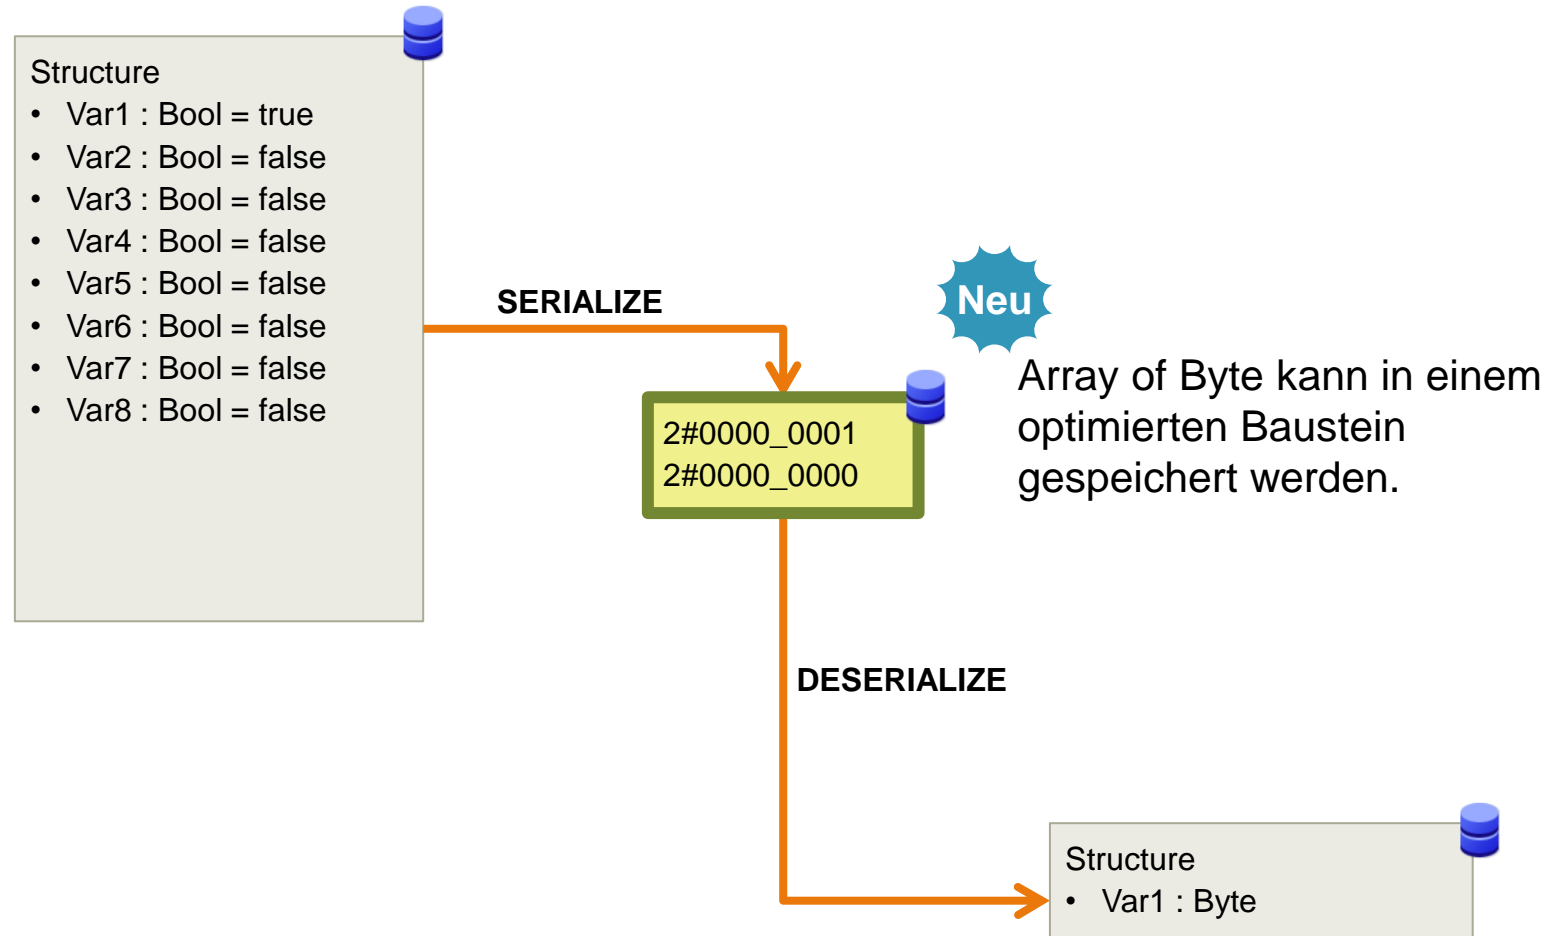 Structure
• Var1 : Bool = true
• Var2 : Bool = false
• Var3 : Bool = false
• Var4 : Bool = false
• Var5 : Bool = false
• Var6 : Bool = false
• Var7 : Bool = false
• Var8 : Bool = false
SERIALIZE
Neu
Array of Byte kann in einem
optimierten Baustein
gespeichert werden.
2#0000_0001
2#0000_0000
DESERIALIZE
Structure
• Var1 : Byte